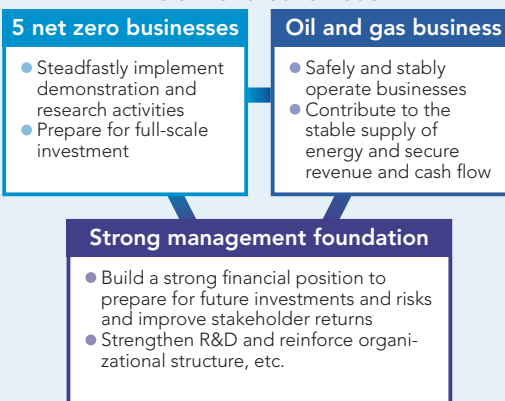 5 net zero businesses
● Steadfastly implement
demonstration and
research activities
● Prepare for full-scale
investment
Oil and gas business
● Safely and stably
operate businesses
● Contribute to the
stable supply of
energy and secure
revenue and cash flow
Strong management foundation
● Build a strong financial position to
prepare for future investments and risks
and improve stakeholder returns
● Strengthen R&D and reinforce organi-
zational structure, etc.